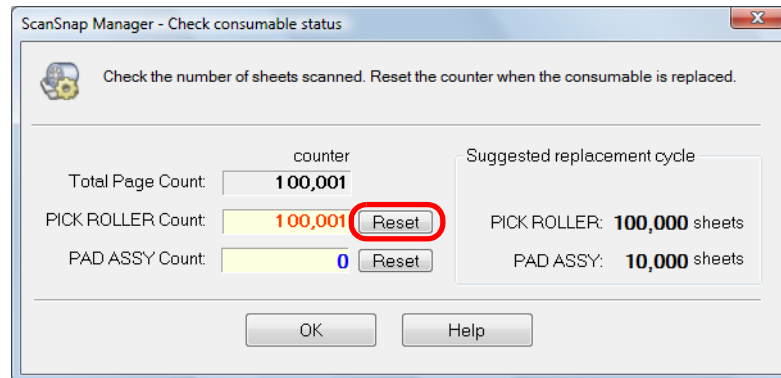 ScanSnap Manager - Check consumable status
Check the number of sheets scanned. Reset the counter when the consumable is replaced.
counter
Suggested replacement cycle
Total Page Count: 100,001
PICK ROLLER Count: 100,001 Reset
PICK ROLLER: 100,000 sheets
PAD ASSY Count: 0 Reset
PAD ASSY: 10,000 sheets
OK
Help